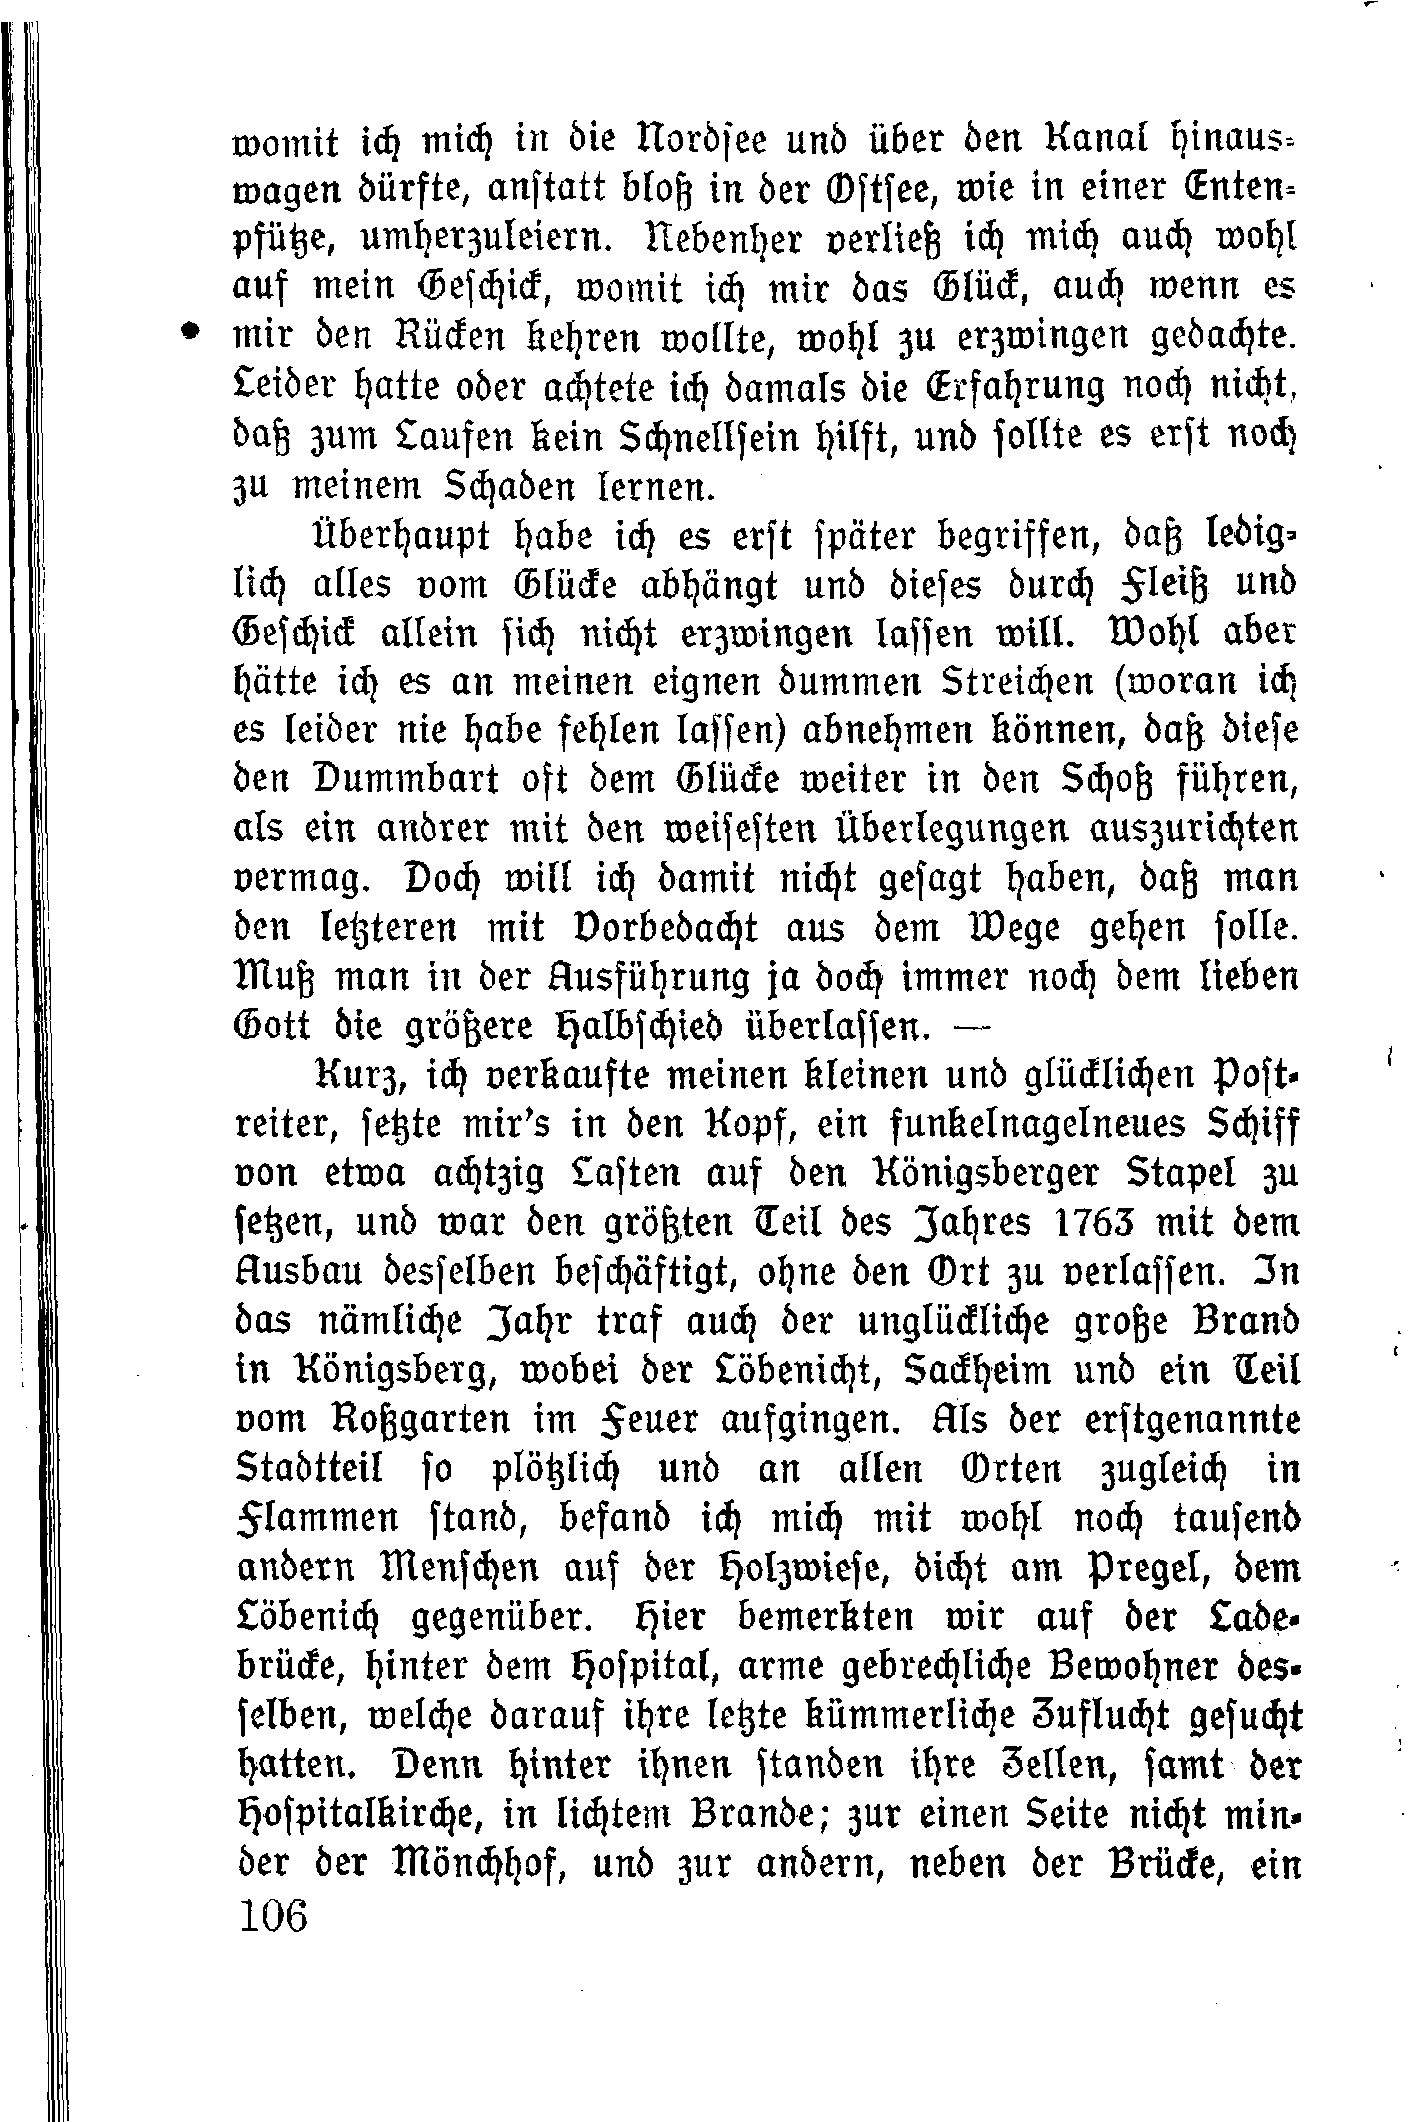 womit ich mich in die Nordsee und über den Kanal hinaus-
wagen dürfte, anstatt bloß in der Ostsee, wie in einer Enten-
pfütze, umherzuleiern. Nebenher verließ ich mich auch wohl
auf mein Geschick, womit ich mir das Glück, auch wenn es
mir den Rücken kehren wollte, wohl zu erzwingen gedachte.
Leider hatte oder achtete ich damals die Erfahrung noch nicht,
daß zum Laufen kein Schnellsein hilft, und sollte es erst noch
zu meinem Schaden lernen.
Überhaupt habe ich es erst später begriffen, daß ledig-
lich alles vom Glücke abhängt und dieses durch Fleiß und
Geschick allein sich nicht erzwingen lassen will. Wohl aber
hätte ich es an meinen eignen dummen Streichen (woran ich
es leider nie habe fehlen lassen) abnehmen können, daß diese
den Dummbart oft dem Glücke weiter in den Schoß führen,
als ein andrer mit den weisesten Überlegungen auszurichten
vermag. Doch will ich damit nicht gesagt haben, daß man
den letzteren mit Vorbedacht aus dem Wege gehen solle.
Muß man in der Ausführung ja doch immer noch dem lieben
Gott die größere Halbschied überlassen. —
Kurz, ich verkaufte meinen kleinen und glücklichen Post-
reiter, setzte mir's in den Kopf, ein funkelnagelneues Schiff
von etwa achtzig Lasten auf den Königsberger Stapel zu
setzen, und war den größten Teil des Jahres 1763 mit dem
Ausbau desselben beschäftigt, ohne den Ort zu verlassen. In
das nämliche Jahr traf auch der unglückliche große Brand
in Königsberg, wobei der Löbenicht, Sackheim und ein Teil
vom Roßgarten im Feuer aufgingen. Als der erstgenannte
Stadtteil so plötzlich und an allen Orten zugleich in
Flammen stand, befand ich mich mit wohl noch tausend
andern Menschen auf der Holzwiese, dicht am Pregel, dem
Löbenich gegenüber. Hier bemerkten wir auf der Lade-
brücke, hinter dem Hospital, arme gebrechliche Bewohner des-
selben, welche darauf ihre letzte kümmerliche Zuflucht gesucht
hatten. Denn hinter ihnen standen ihre Zellen, samt der
Hospitalkirche, in lichtem Brande; zur einen Seite nicht min-
der der Mönchhof, und zur andern, neben der Brücke, ein
106